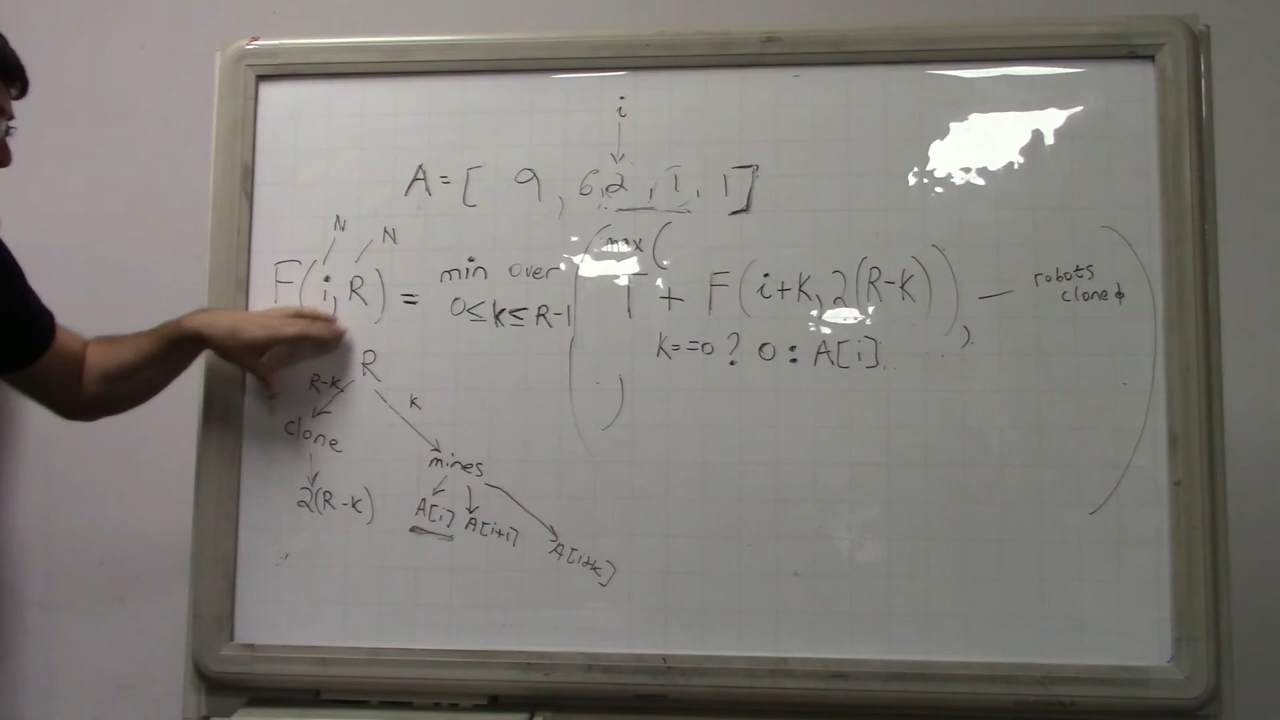 i
A=[ 9, 6, 2, 1, 1 ]
N N
F(i, R) = min over
0≤k≤R-1
max (
1 + F(i+K, 2(R-K)) , — robots cloned
K==0 ? 0 : A[i]
)
R
R-K K
clone
mines
2(R-K)
A[i] A[i+1] A[i+k]